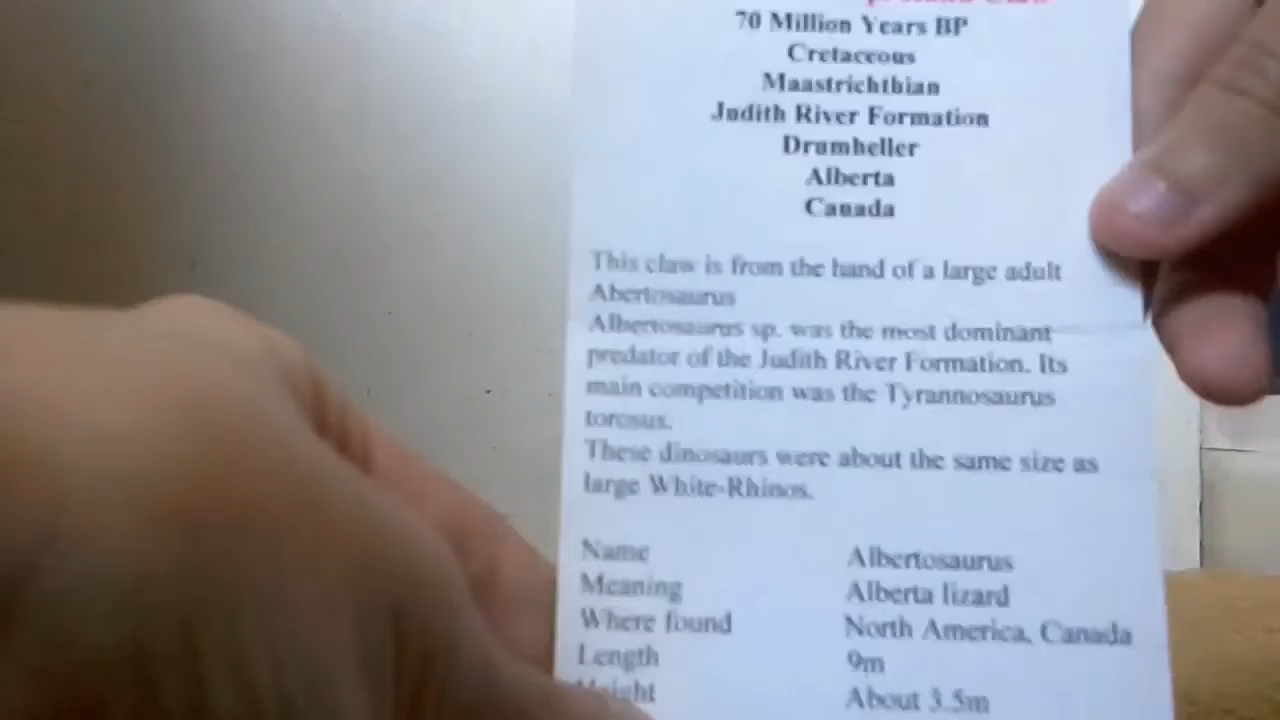 70 Million Years BP
Cretaceous
Maastrichthian
Judith River Formation
Drumheller
Alberta
Canada
This claw is from the hand of a large adult
Abertosaurus
Albertosaurus sp. was the most dominant
predator of the Judith River Formation. Its
main competition was the Tyrannosaurus
torosus.
These dinosaurs were about the same size as
large White-Rhinos.
Name Albertosaurus
Meaning Alberta lizard
Where found North America, Canada
Length 9m
Height About 3.5m